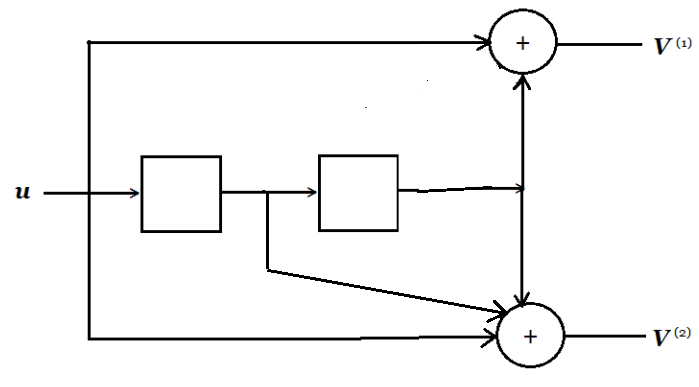 +
V (1)
u
+
V (2)